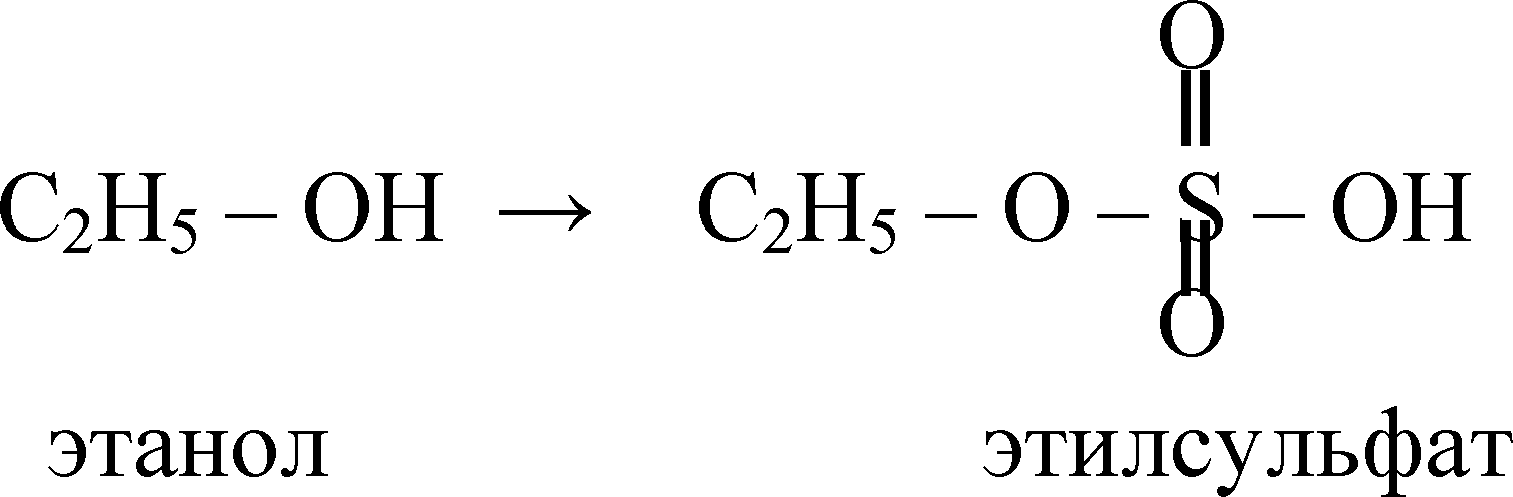 O
C₂H₅ – OH → C₂H₅ – O – S – OH
O
этанол этилсульфат